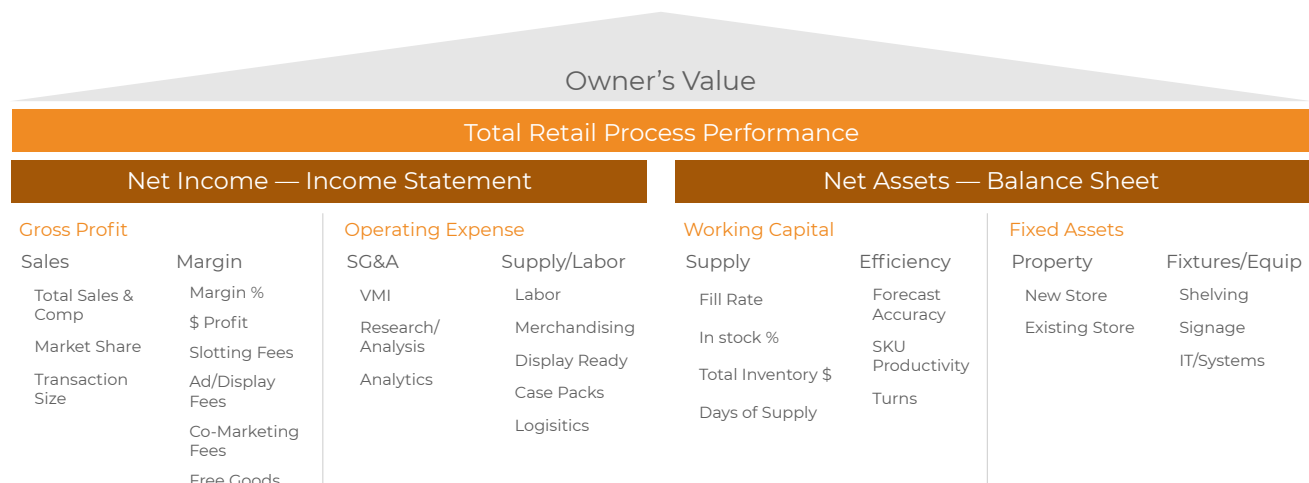 Owner’s Value
Total Retail Process Performance
Net Income — Income Statement
Gross Profit
Sales
Total Sales &
Comp
Market Share
Transaction
Size
Margin
Margin %
$ Profit
Slotting Fees
Ad/Display
Fees
Co-Marketing
Fees
Free Goods
Operating Expense
SG&A
VMI
Research/
Analysis
Analytics
Supply/Labor
Labor
Merchandising
Display Ready
Case Packs
Logisitics
Net Assets — Balance Sheet
Working Capital
Supply
Fill Rate
In stock %
Total Inventory $
Days of Supply
Efficiency
Forecast
Accuracy
SKU
Productivity
Turns
Fixed Assets
Property
New Store
Existing Store
Fixtures/Equip
Shelving
Signage
IT/Systems